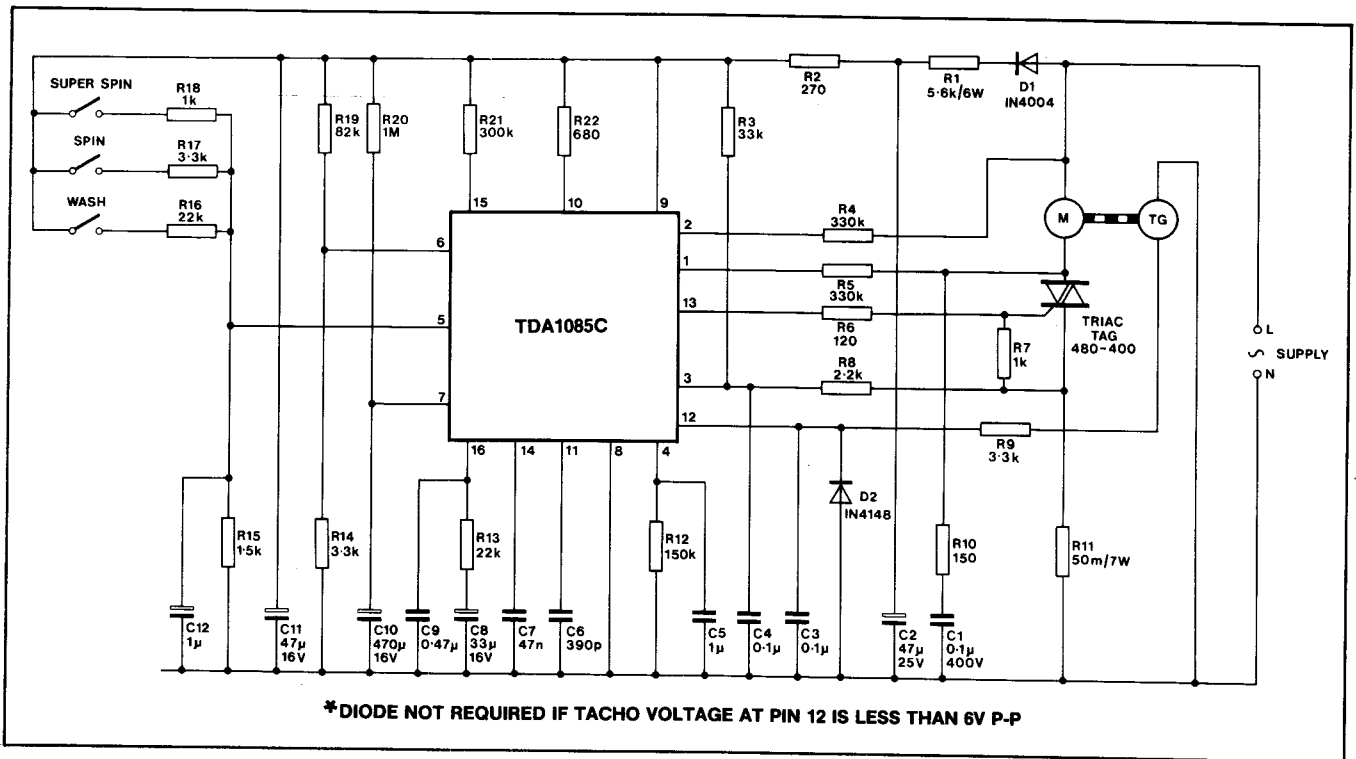 SUPER SPIN
R18
1k
SPIN
R17
3·3k
WASH
R16
22k
R19
82k
R20
1M
R21
300k
R22
680
R3
33k
R2
270
R1
5·6k/6W
D1
IN4004
15
10
9
6
5
7
2
1
13
3
12
TDA1085C
16
14
11
8
4
R4
330k
R5
330k
R6
120
R8
2·2k
R7
1k
M
TG
TRIAC
TAG
480-400
L
SUPPLY
N
R9
3·3k
D2
IN4148
R15
1·5k
R14
3·3k
R13
22k
R12
150k
R10
150
R11
50m/7W
C12
1μ
C11
47μ
16V
C10
470μ
16V
C9
0·47μ
C8
33μ
16V
C7
47n
C6
390p
C5
1μ
C4
0·1μ
C3
0·1μ
C2
47μ
25V
C1
0·1μ
400V
*DIODE NOT REQUIRED IF TACHO VOLTAGE AT PIN 12 IS LESS THAN 6V P-P